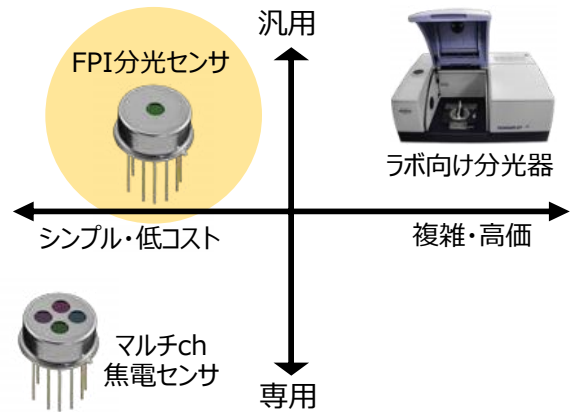 汎用
FPI分光センサ
ラボ向け分光器
シンプル・低コスト
複雑・高価
マルチch
焦電センサ
専用